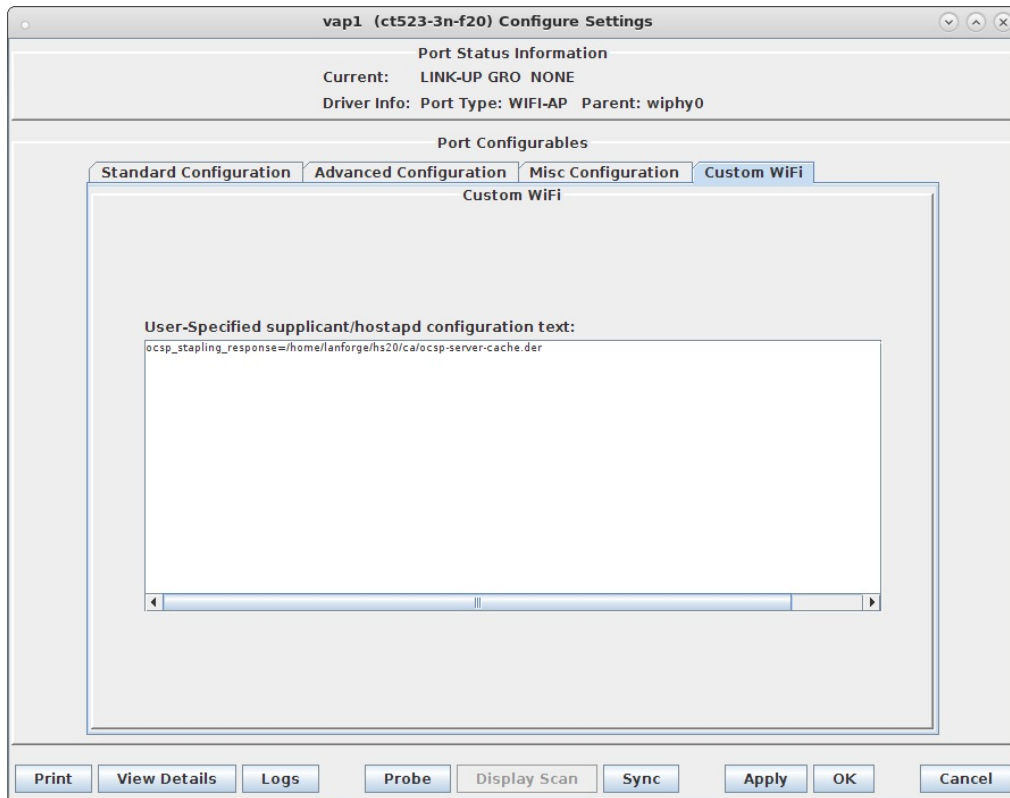 vap1 (ct523-3n-f20) Configure Settings
Port Status Information
Current: LINK-UP GRO NONE
Driver Info: Port Type: WIFI-AP Parent: wiphy0
Port Configurables
Standard Configuration Advanced Configuration Misc Configuration Custom WiFi
Custom WiFi
User-Specified supplicant/hostapd configuration text:
ocsp_stapling_response=/home/lanforge/hs20/ca/ocsp-server-cache.der
Print View Details Logs Probe Display Scan Sync Apply OK Cancel